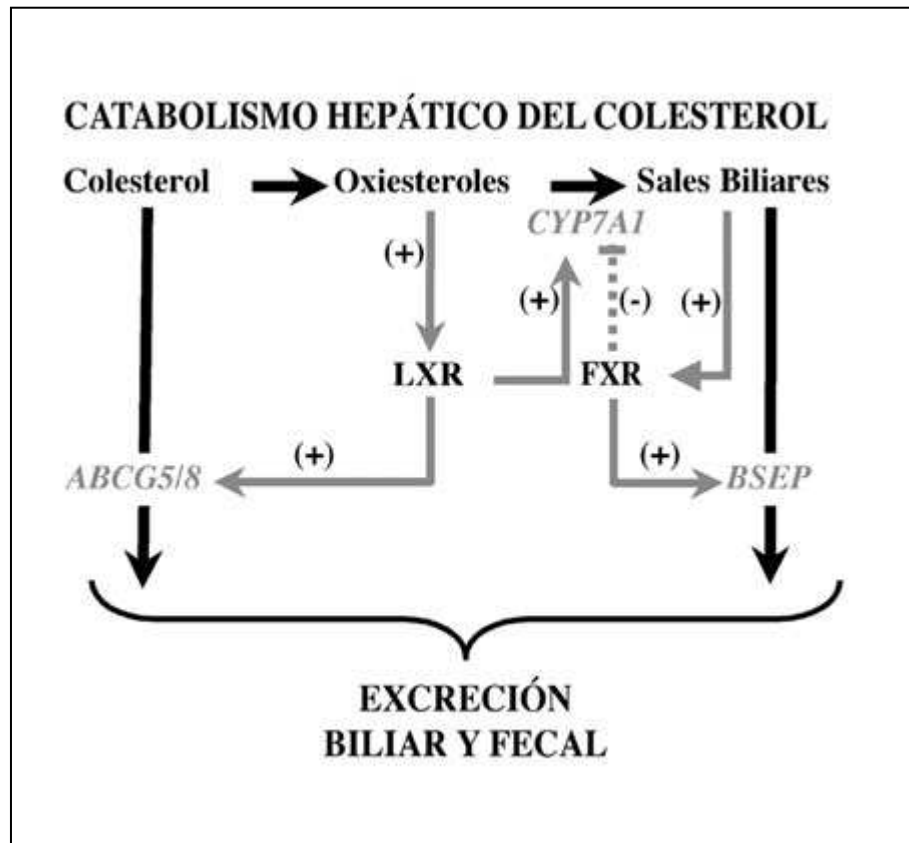 CATABOLISMO HEPÁTICO DEL COLESTEROL
Colesterol Oxiesteroles Sales Biliares
CYP7A1
(+)
(+) (-) (+)
LXR FXR
(+) (+)
ABCG5/8 BSEP
EXCRECIÓN
BILIAR Y FECAL